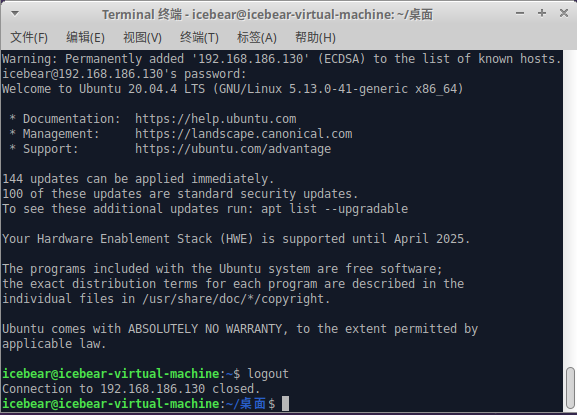 Terminal 终端 - icebear@icebear-virtual-machine: ~/桌面
文件(F) 编辑(E) 视图(V) 终端(T) 标签(A) 帮助(H)
Warning: Permanently added '192.168.186.130' (ECDSA) to the list of known hosts.
icebear@192.168.186.130's password:
Welcome to Ubuntu 20.04.4 LTS (GNU/Linux 5.13.0-41-generic x86_64)
* Documentation: https://help.ubuntu.com
* Management: https://landscape.canonical.com
* Support: https://ubuntu.com/advantage
144 updates can be applied immediately.
100 of these updates are standard security updates.
To see these additional updates run: apt list --upgradable
Your Hardware Enablement Stack (HWE) is supported until April 2025.
The programs included with the Ubuntu system are free software;
the exact distribution terms for each program are described in the
individual files in /usr/share/doc/*/copyright.
Ubuntu comes with ABSOLUTELY NO WARRANTY, to the extent permitted by
applicable law.
icebear@icebear-virtual-machine:~$ logout
Connection to 192.168.186.130 closed.
icebear@icebear-virtual-machine:~/桌面$